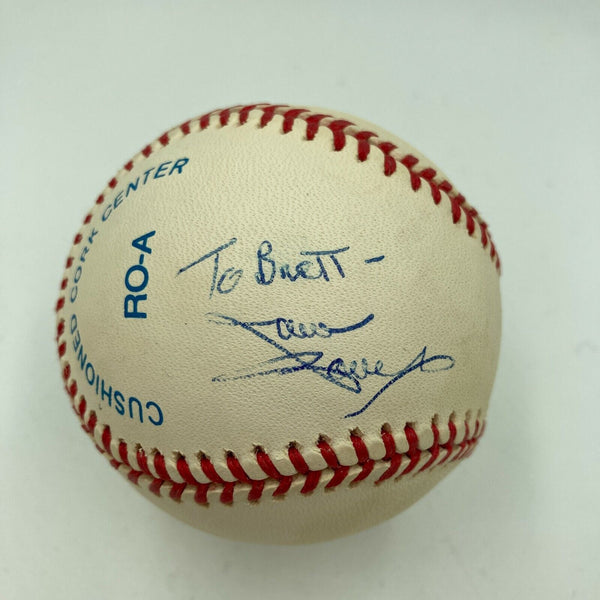 CUSHIONED CORK CENTER
RO-A
To BRETT -